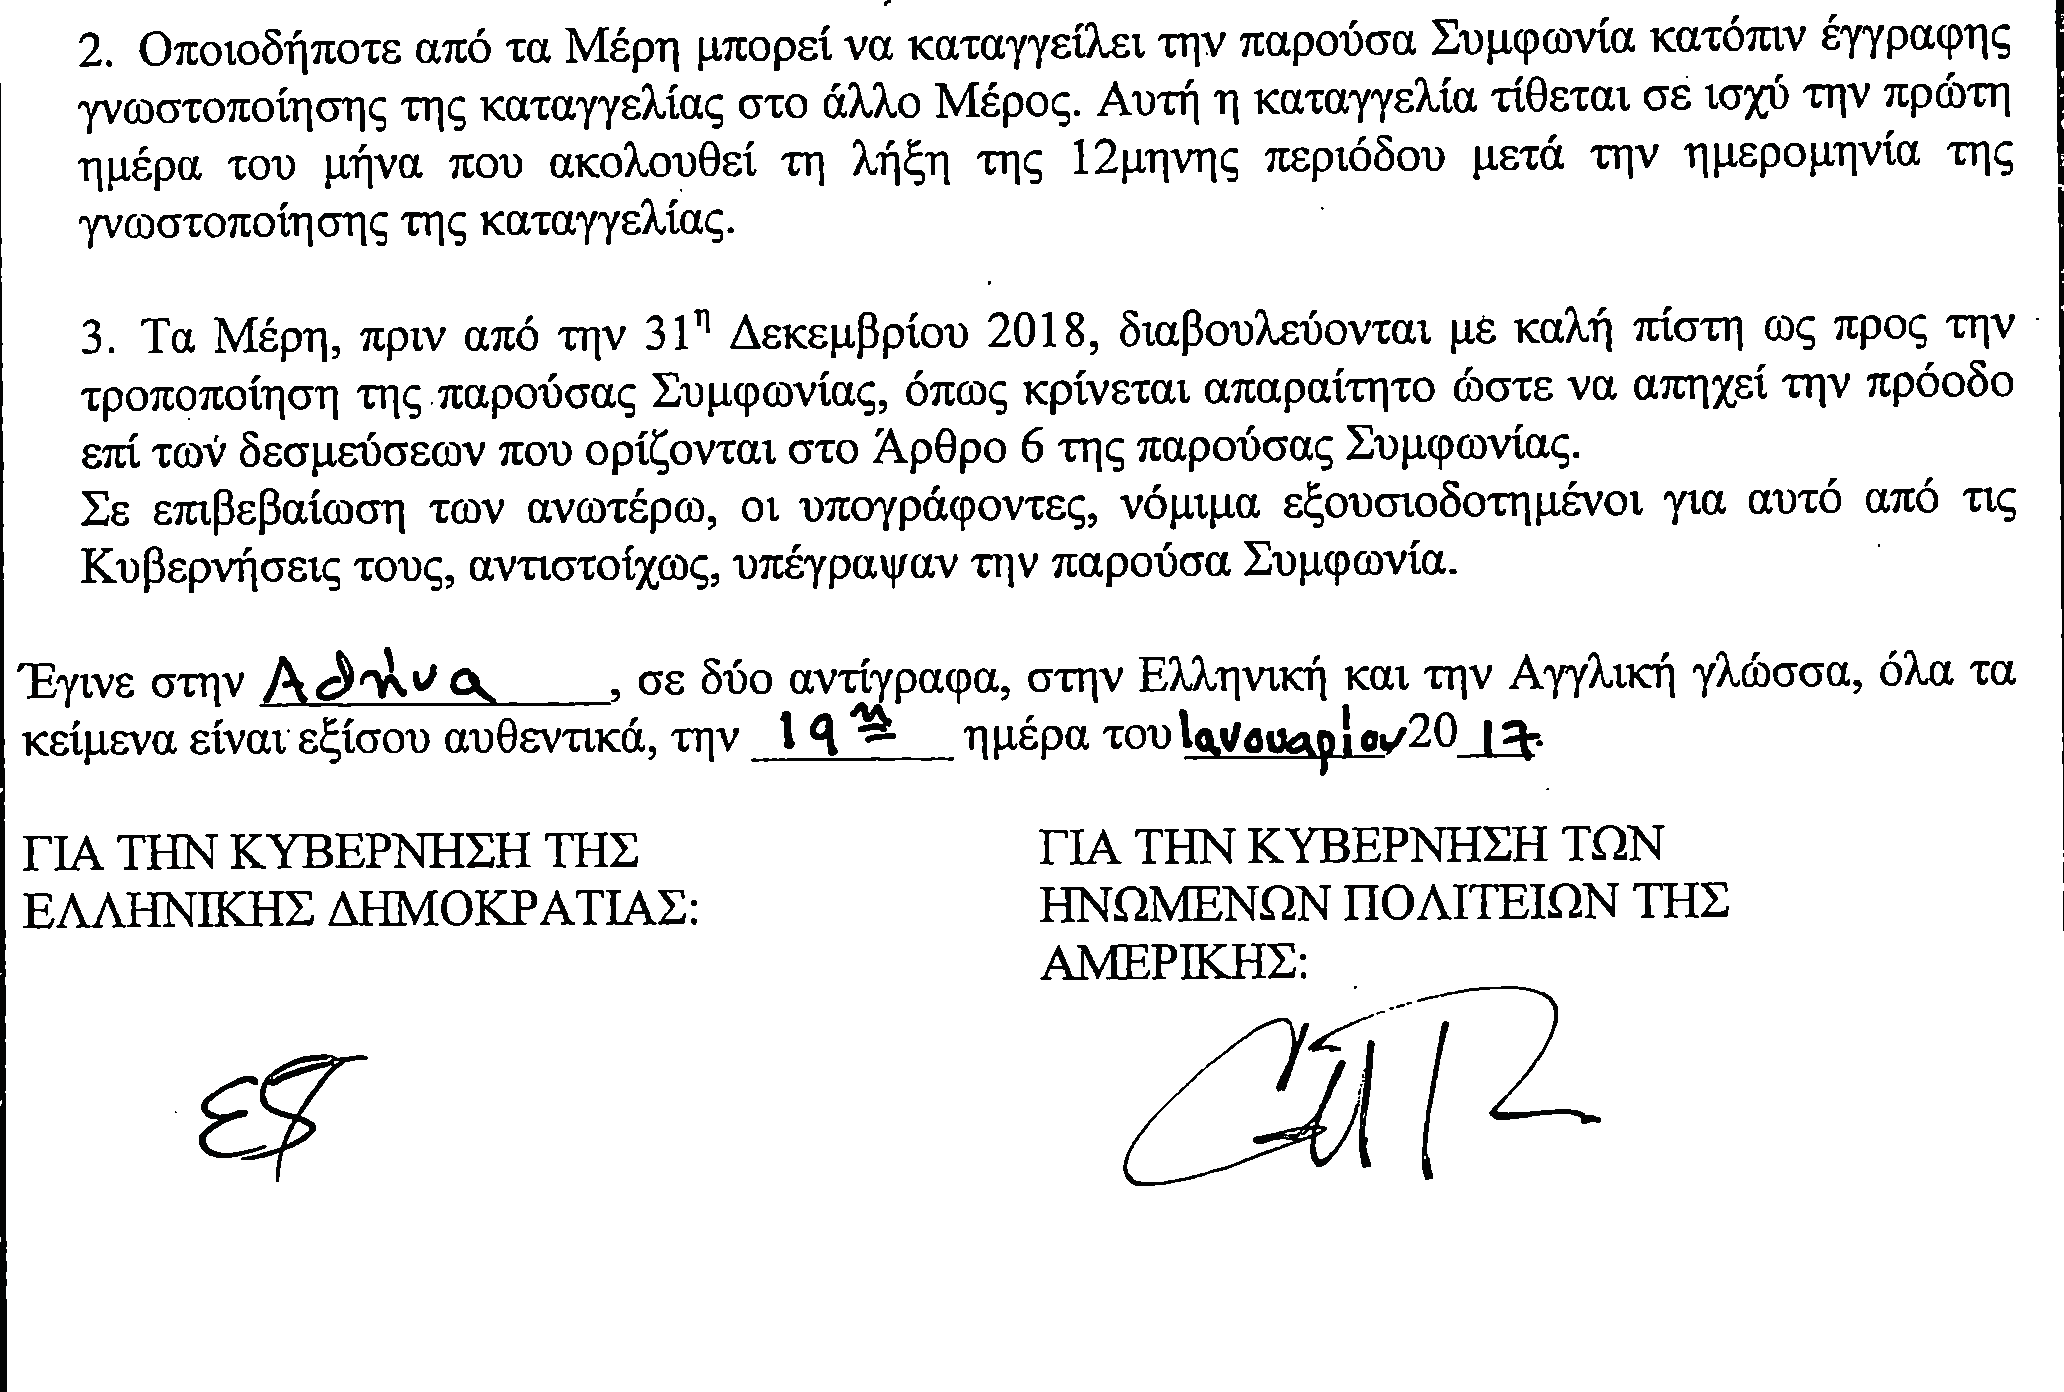 2. Οποιοδήποτε από τα Μέρη μπορεί να καταγγείλει την παρούσα Συμφωνία κατόπιν έγγραφης
γνωστοποίησης της καταγγελίας στο άλλο Μέρος. Αυτή η καταγγελία τίθεται σε ισχύ την πρώτη
ημέρα του μήνα που ακολουθεί τη λήξη της 12μηνης περιόδου μετά την ημερομηνία της
γνωστοποίησης της καταγγελίας.
3. Τα Μέρη, πριν από την 31η Δεκεμβρίου 2018, διαβουλεύονται με καλή πίστη ως προς την
τροποποίηση της παρούσας Συμφωνίας, όπως κρίνεται απαραίτητο ώστε να απηχεί την πρόοδο
επί των δεσμεύσεων που ορίζονται στο Άρθρο 6 της παρούσας Συμφωνίας.
Σε επιβεβαίωση των ανωτέρω, οι υπογράφοντες, νόμιμα εξουσιοδοτημένοι για αυτό από τις
Κυβερνήσεις τους, αντιστοίχως, υπέγραψαν την παρούσα Συμφωνία.
Έγινε στην Αθήνα, σε δύο αντίγραφα, στην Ελληνική και την Αγγλική γλώσσα, όλα τα
κείμενα είναι εξίσου αυθεντικά, την 19η ημέρα του Ιανουαρίου 2017.
ΓΙΑ ΤΗΝ ΚΥΒΕΡΝΗΣΗ ΤΗΣ
ΕΛΛΗΝΙΚΗΣ ΔΗΜΟΚΡΑΤΙΑΣ:
ΓΙΑ ΤΗΝ ΚΥΒΕΡΝΗΣΗ ΤΩΝ
ΗΝΩΜΕΝΩΝ ΠΟΛΙΤΕΙΩΝ ΤΗΣ
ΑΜΕΡΙΚΗΣ: